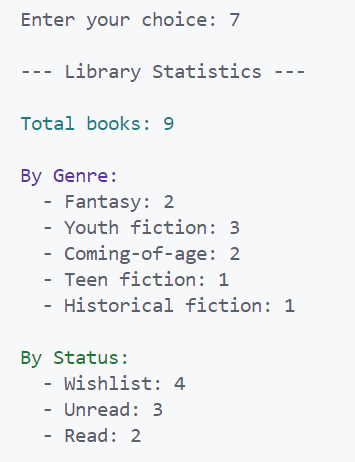 Enter your choice: 7
--- Library Statistics ---
Total books: 9
By Genre:
- Fantasy: 2
- Youth fiction: 3
- Coming-of-age: 2
- Teen fiction: 1
- Historical fiction: 1
By Status:
- Wishlist: 4
- Unread: 3
- Read: 2